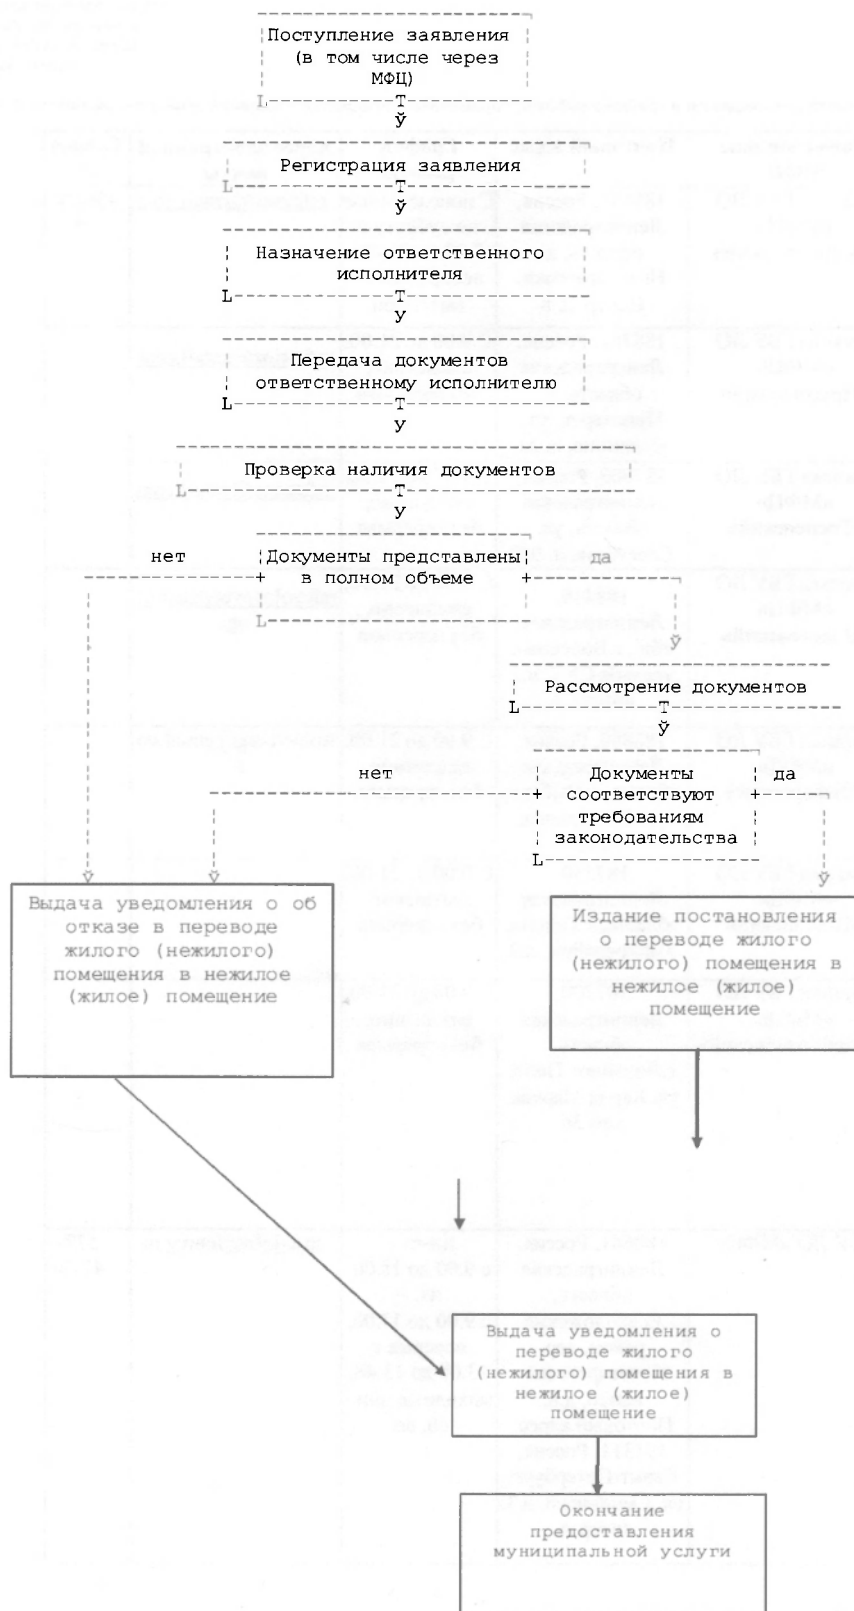 Поступление заявления
(в том числе через
МФЦ)
Регистрация заявления
Назначение ответственного
исполнителя
Передача документов
ответственному исполнителю
Проверка наличия документов
нет
Документы представлены
в полном объеме
да
Рассмотрение документов
нет
Документы
соответствуют
требованиям
законодательства
да
Выдача уведомления о об
отказе в переводе
жилого (нежилого)
помещения в нежилое
(жилое) помещение
Издание постановления
о переводе жилого
(нежилого) помещения в
нежилое (жилое)
помещение
Выдача уведомления о
переводе жилого
(нежилого) помещения в
нежилое (жилое)
помещение
Окончание
предоставления
муниципальной услуги